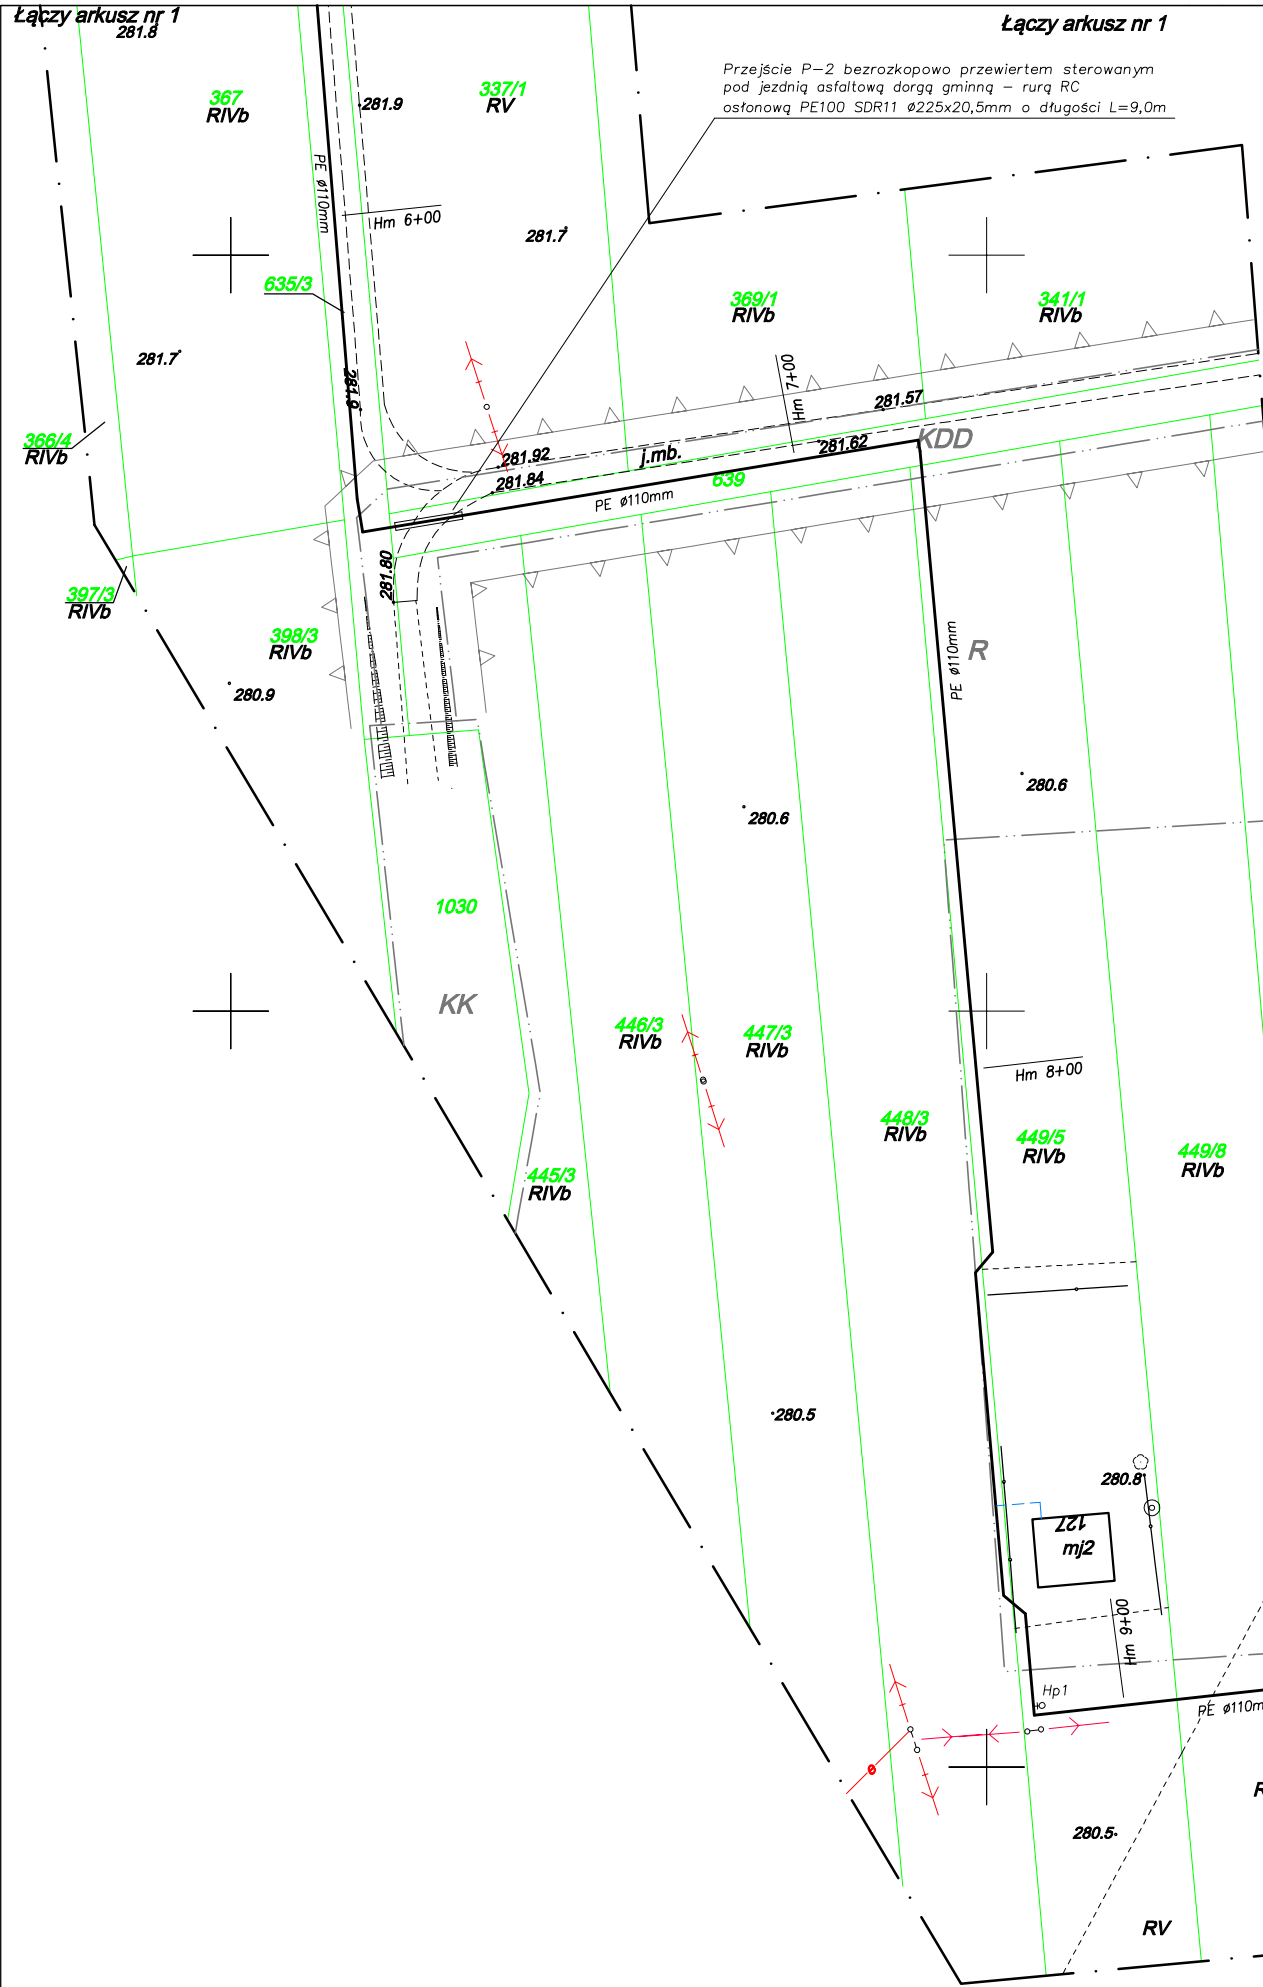 Łączy arkusz nr 1
281.8
Łączy arkusz nr 1
Przejście P-2 bezrozkopowo przewiertem sterowanym
pod jezdnią asfaltową dorgą gminną - rurą RC
osłonową PE100 SDR11 ø225x20,5mm o długości L=9,0m
367
RIVb
281.9
337/1
RV
PE ø110mm
Hm 6+00
281.7
635/3
369/1
RIVb
341/1
RIVb
281.7
281.9
Hm 7+00
281.57
366/4
RIVb
281.92
j.mb.
281.62
KDD
281.84
639
PE ø110mm
281.80
397/3
RIVb
398/3
RIVb
280.9
PE ø110mm
R
280.6
280.6
1030
KK
446/3
RIVb
447/3
RIVb
Hm 8+00
448/3
RIVb
449/5
RIVb
449/8
RIVb
445/3
RIVb
280.5
280.8
127
mj2
Hm 9+00
Hp1
PE ø110m
R
280.5
RV